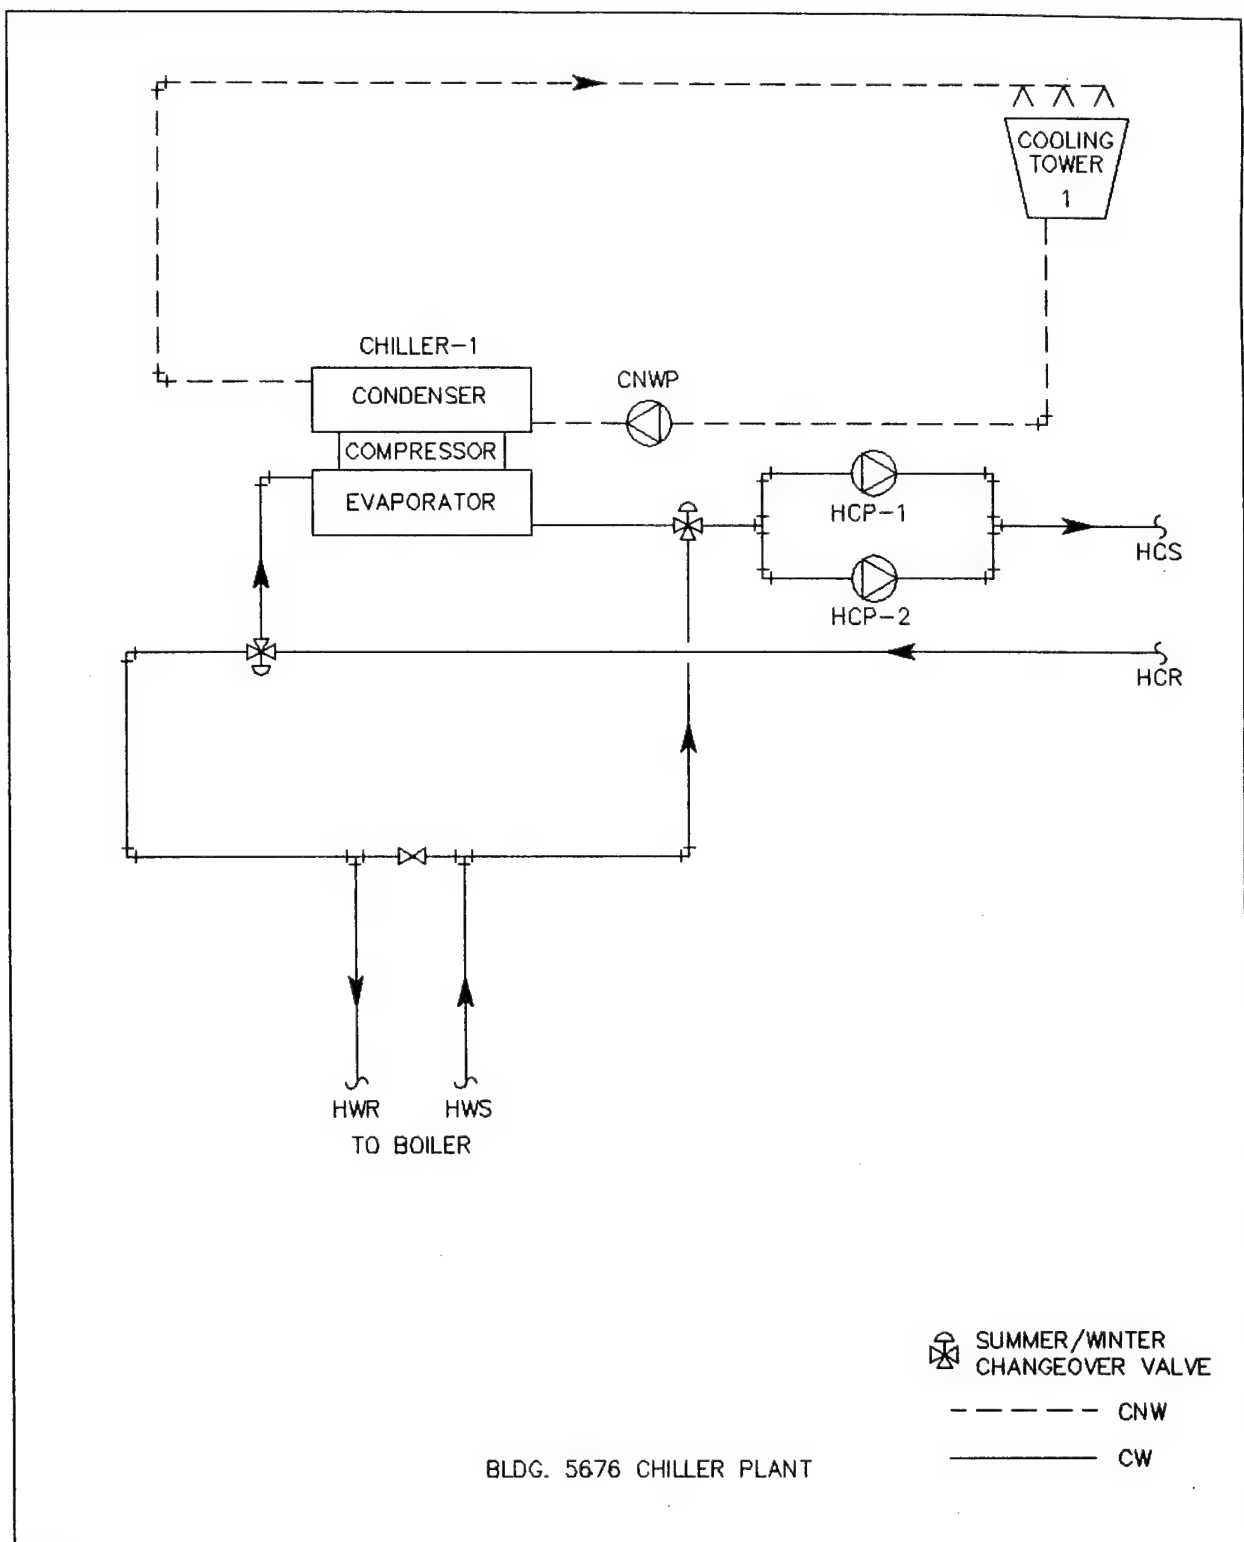 COOLING
TOWER
1
CHILLER-1
CONDENSER
CNWP
COMPRESSOR
EVAPORATOR
HCP-1
HCS
HCP-2
HCR
HWR
HWS
TO BOILER
SUMMER/WINTER
CHANGEOVER VALVE
CNW
CW
BLDG. 5676 CHILLER PLANT